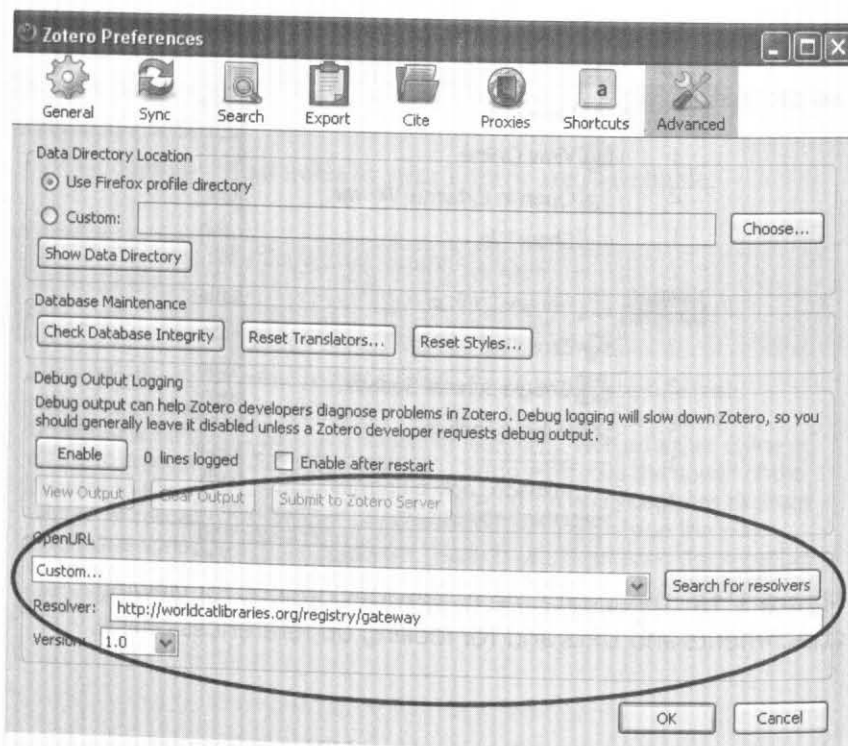 Zotero Preferences
General Sync Search Export Cite Proxies Shortcuts Advanced
a
Data Directory Location
Use Firefox profile directory
Custom:
Choose...
Show Data Directory
Database Maintenance
Check Database Integrity Reset Translators... Reset Styles...
Debug Output Logging
Debug output can help Zotero developers diagnose problems in Zotero. Debug logging will slow down Zotero, so you
should generally leave it disabled unless a Zotero developer requests debug output.
Enable 0 lines logged Enable after restart
View Output Clear Output Submit to Zotero Server
OpenURL
Custom... Search for resolvers
Resolver: http://worldcatlibraries.org/registry/gateway
Version: 1.0
OK Cancel